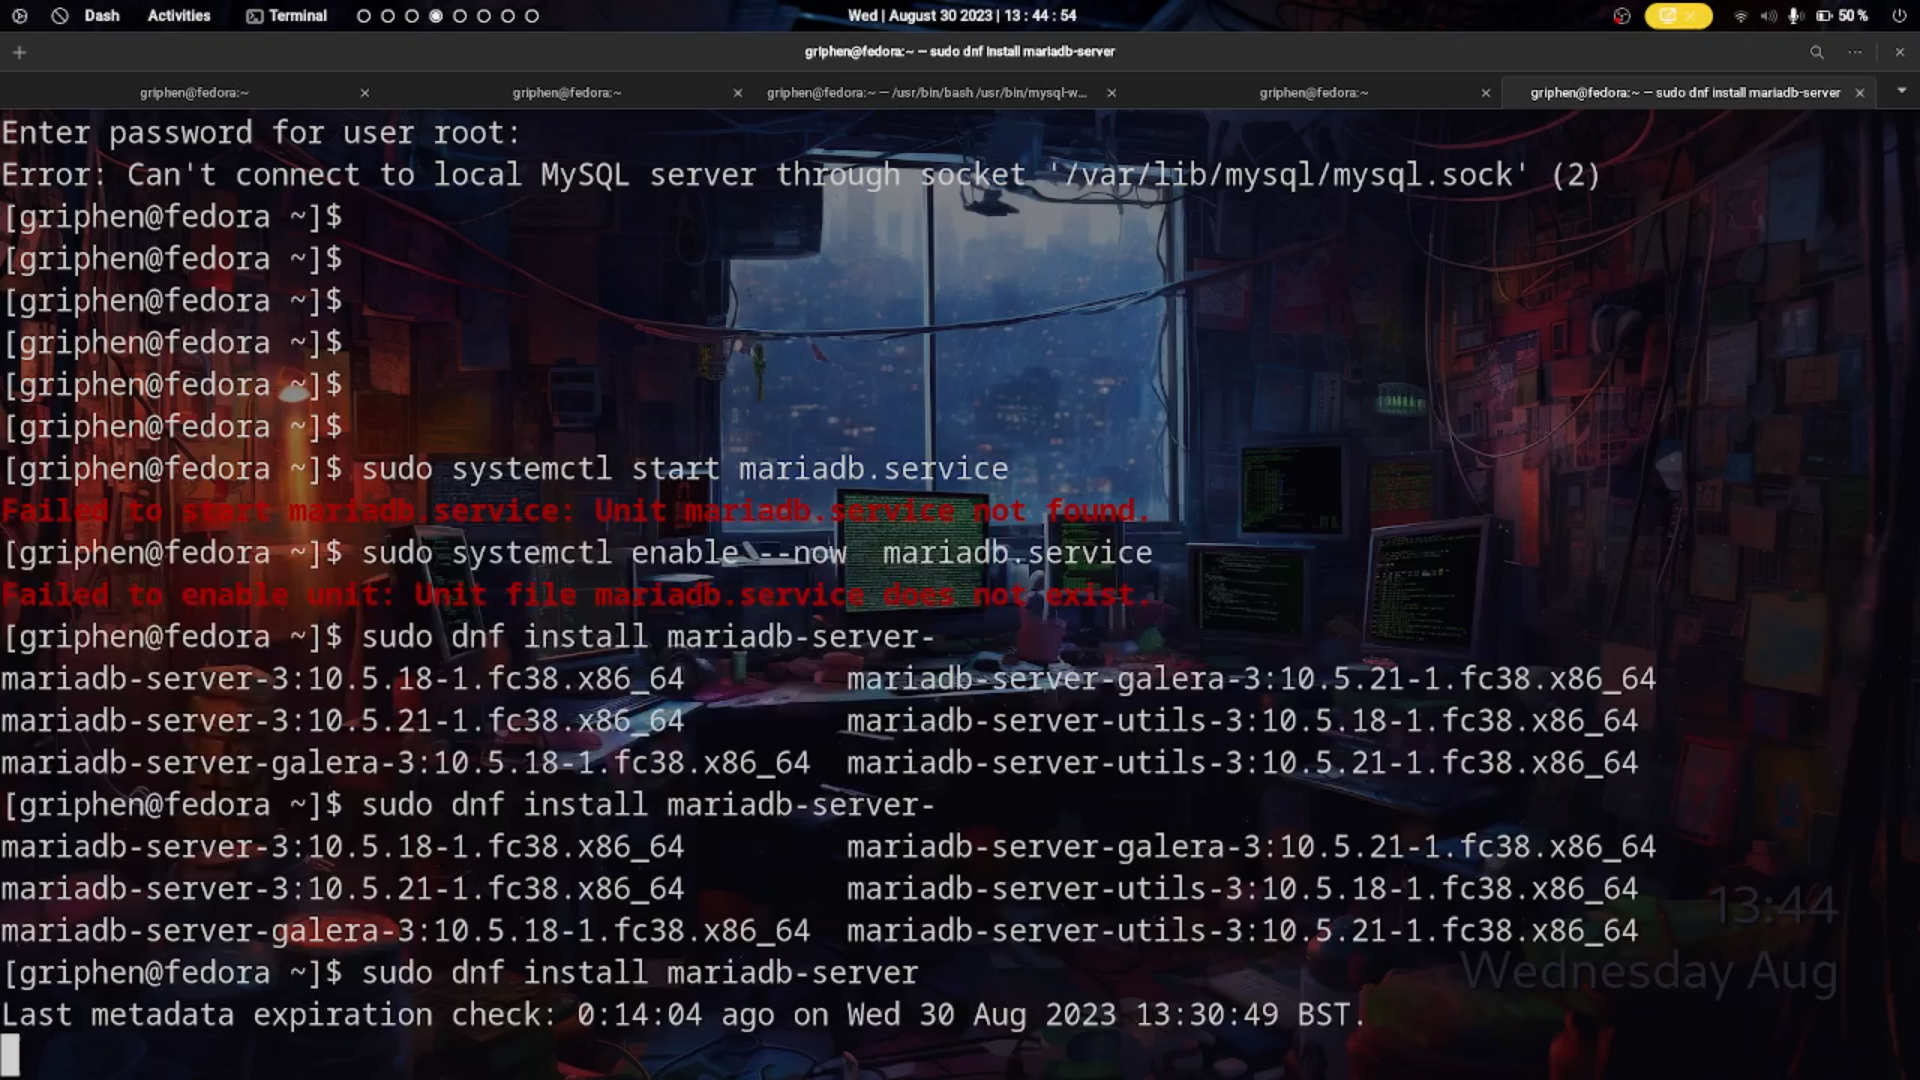 Dash Activities Terminal Wed | August 30 2023 | 13 : 44 : 54 50 %
griphen@fedora:~ — sudo dnf install mariadb-server
griphen@fedora:~ griphen@fedora:~ griphen@fedora:~ — /usr/bin/bash /usr/bin/mysql-w... griphen@fedora:~ griphen@fedora:~ — sudo dnf install mariadb-server
Enter password for user root:
Error: Can't connect to local MySQL server through socket '/var/lib/mysql/mysql.sock' (2)
[griphen@fedora ~]$
[griphen@fedora ~]$
[griphen@fedora ~]$
[griphen@fedora ~]$
[griphen@fedora ~]$
[griphen@fedora ~]$
[griphen@fedora ~]$ sudo systemctl start mariadb.service
Failed to start mariadb.service: Unit mariadb.service not found.
[griphen@fedora ~]$ sudo systemctl enable --now  mariadb.service
Failed to enable unit: Unit file mariadb.service does not exist.
[griphen@fedora ~]$ sudo dnf install mariadb-server-
mariadb-server-3:10.5.18-1.fc38.x86_64 mariadb-server-galera-3:10.5.21-1.fc38.x86_64
mariadb-server-3:10.5.21-1.fc38.x86_64 mariadb-server-utils-3:10.5.18-1.fc38.x86_64
mariadb-server-galera-3:10.5.18-1.fc38.x86_64 mariadb-server-utils-3:10.5.21-1.fc38.x86_64
[griphen@fedora ~]$ sudo dnf install mariadb-server-
mariadb-server-3:10.5.18-1.fc38.x86_64 mariadb-server-galera-3:10.5.21-1.fc38.x86_64
mariadb-server-3:10.5.21-1.fc38.x86_64 mariadb-server-utils-3:10.5.18-1.fc38.x86_64
mariadb-server-galera-3:10.5.18-1.fc38.x86_64 mariadb-server-utils-3:10.5.21-1.fc38.x86_64
[griphen@fedora ~]$ sudo dnf install mariadb-server
Last metadata expiration check: 0:14:04 ago on Wed 30 Aug 2023 13:30:49 BST.
13:44
Wednesday Aug